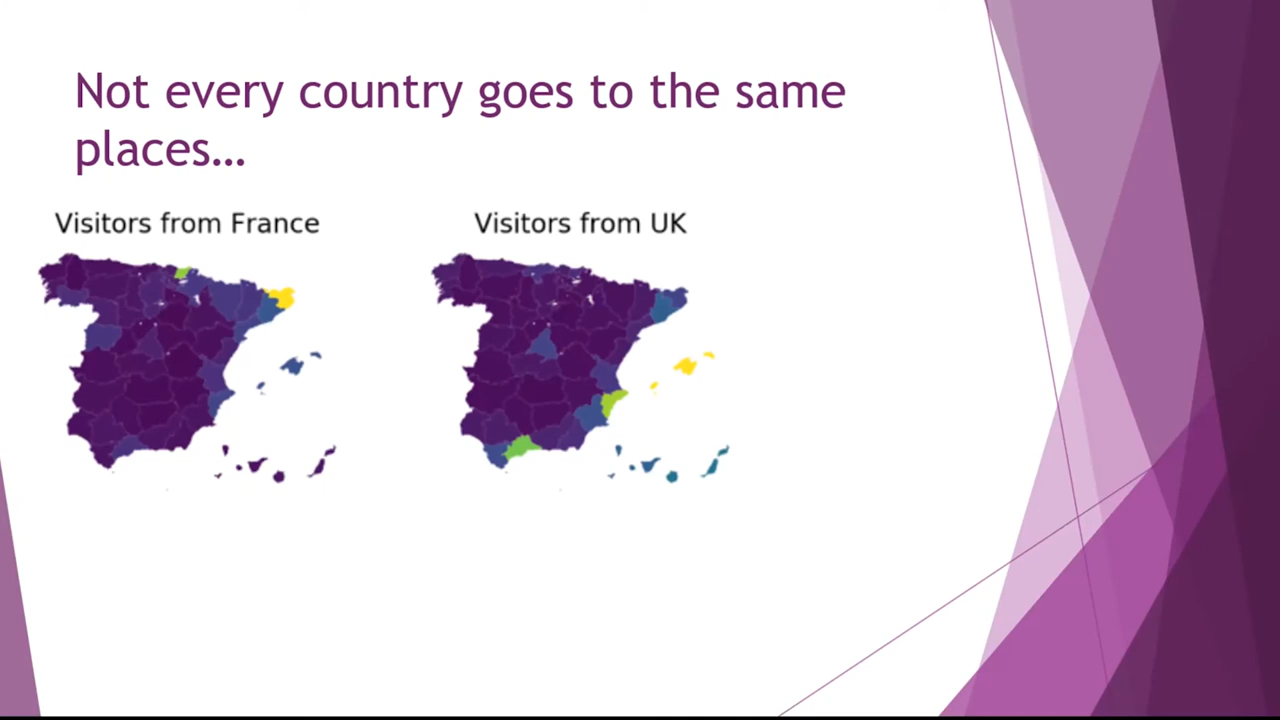 Not every country goes to the same
places...
Visitors from France
Visitors from UK